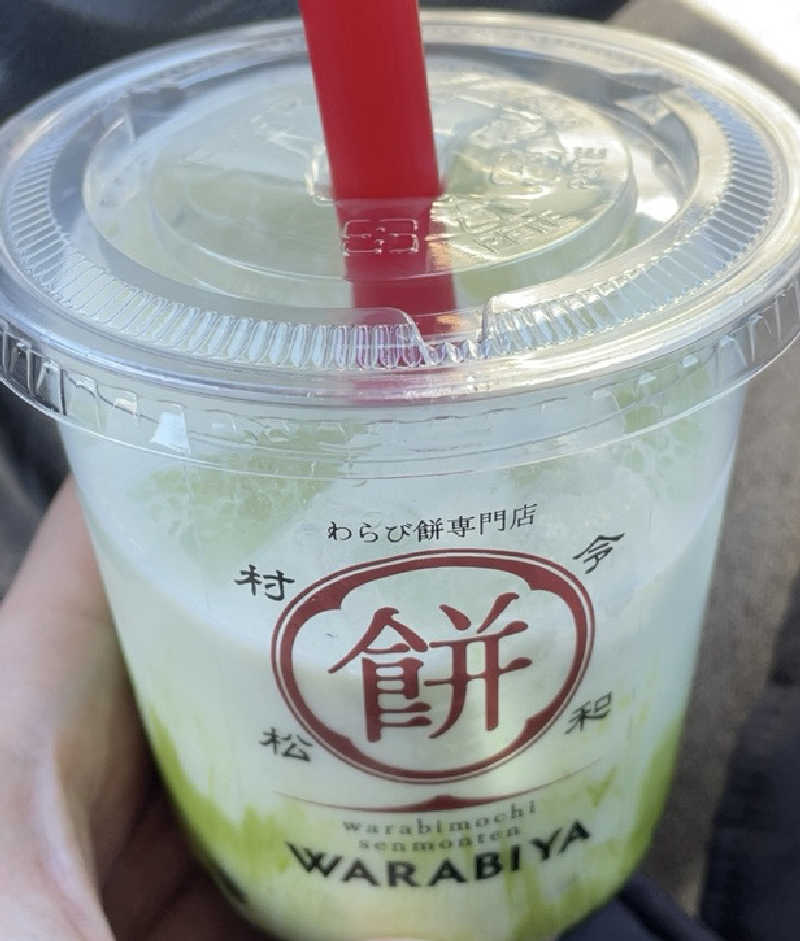 わらび餅専門店
村 令
餅
松 和
warabimochi
senmonten
WARABIYA